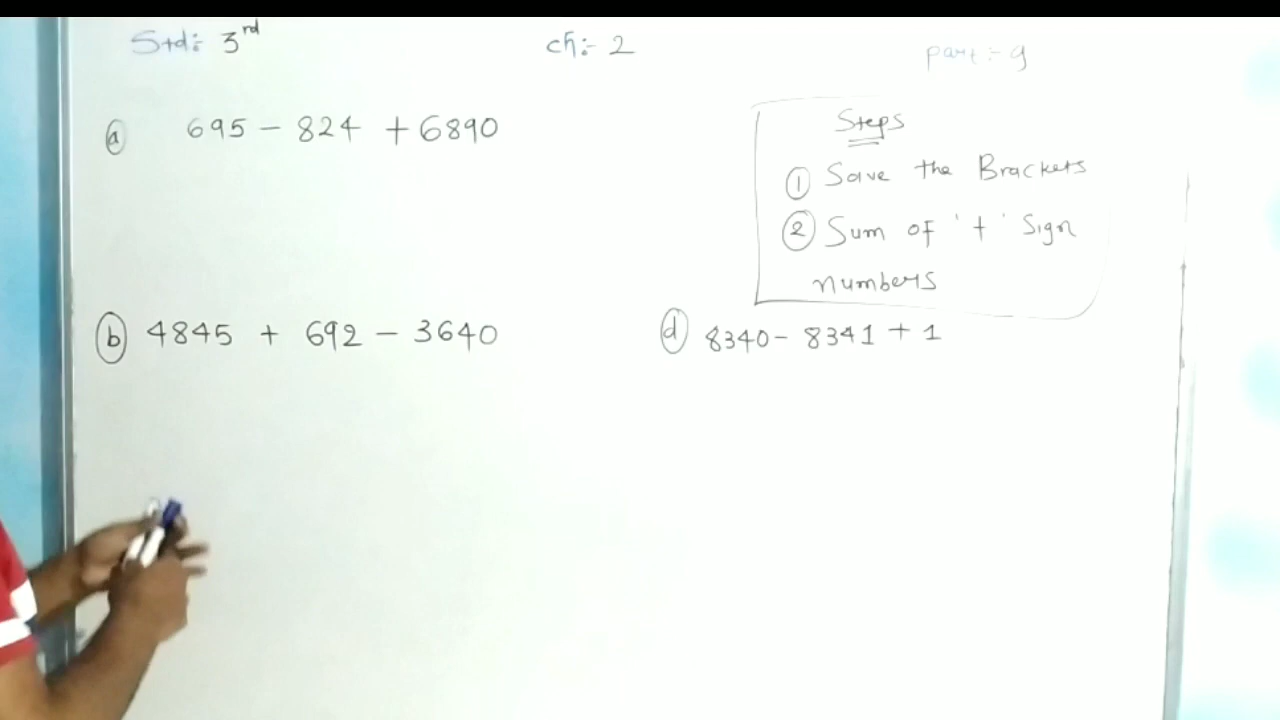 Std:- 3rd
ch:- 2
part:- 9
a 695 - 824 + 6890
Steps
1 Solve the Brackets
2 Sum of '+' Sign
numbers
b 4845 + 692 - 3640
d 8340 - 8341 + 1